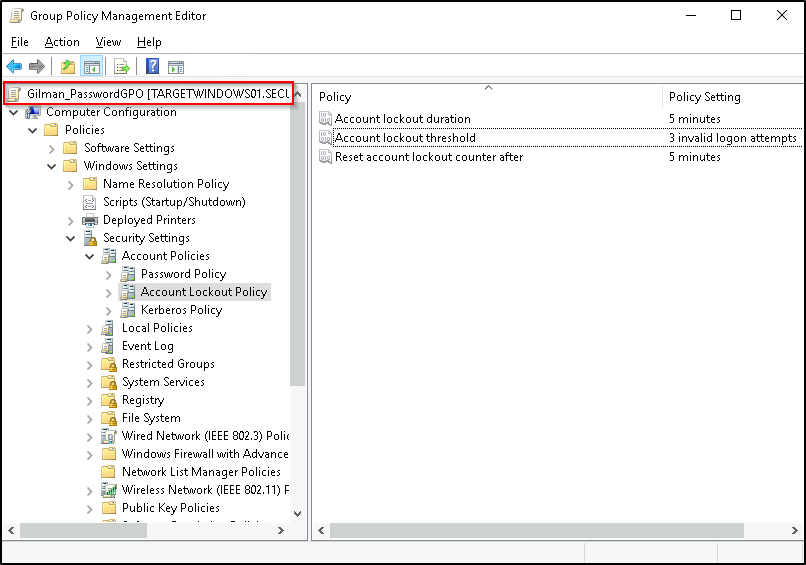 Group Policy Management Editor
File Action View Help
Gilman_PasswordGPO [TARGETWINDOWS01.SECU
Computer Configuration
Policies
Software Settings
Windows Settings
Name Resolution Policy
Scripts (Startup/Shutdown)
Deployed Printers
Security Settings
Account Policies
Password Policy
Account Lockout Policy
Kerberos Policy
Local Policies
Event Log
Restricted Groups
System Services
Registry
File System
Wired Network (IEEE 802.3) Polic
Windows Firewall with Advance
Network List Manager Policies
Wireless Network (IEEE 802.11) P
Public Key Policies
Policy Policy Setting
Account lockout duration 5 minutes
Account lockout threshold 3 invalid logon attempts
Reset account lockout counter after 5 minutes